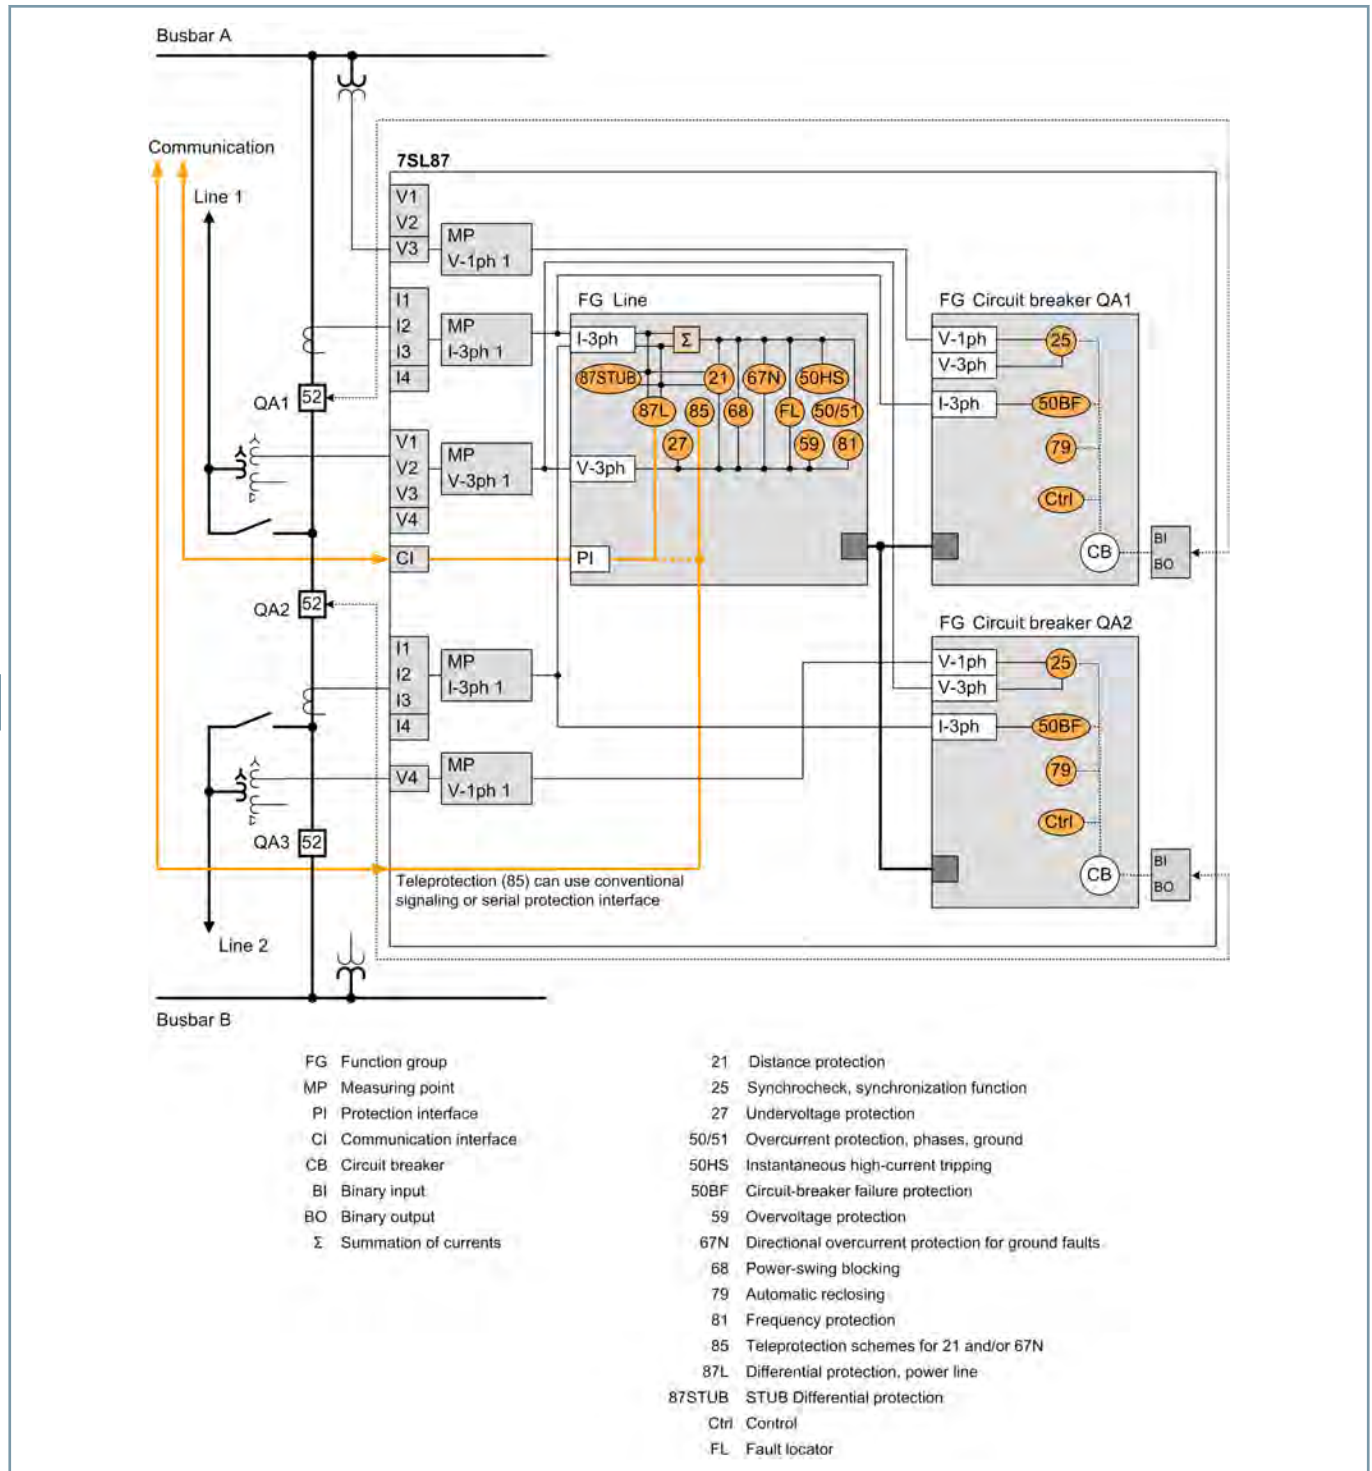 Busbar A
Communication
7SL87
Line 1
V1
V2
V3
MP
V-1ph 1
I1
I2
I3
I4
MP
I-3ph 1
FG Line
I-3ph
Σ
87STUB
21
67N
50HS
87L
85
68
FL
50/51
27
59
81
V-3ph
PI
FG Circuit breaker QA1
V-1ph
V-3ph
I-3ph
25
50BF
79
Ctrl
CB
BI
BO
QA1
52
V1
V2
V3
V4
MP
V-3ph 1
CI
QA2
52
I1
I2
I3
I4
MP
I-3ph 1
V4
MP
V-1ph 1
FG Circuit breaker QA2
V-1ph
V-3ph
I-3ph
25
50BF
79
Ctrl
CB
BI
BO
QA3
52
Teleprotection (85) can use conventional
signaling or serial protection interface
Line 2
Busbar B
FG Function group
MP Measuring point
PI Protection interface
CI Communication interface
CB Circuit breaker
BI Binary input
BO Binary output
Σ Summation of currents
21 Distance protection
25 Synchrocheck, synchronization function
27 Undervoltage protection
50/51 Overcurrent protection, phases, ground
50HS Instantaneous high-current tripping
50BF Circuit-breaker failure protection
59 Overvoltage protection
67N Directional overcurrent protection for ground faults
68 Power-swing blocking
79 Automatic reclosing
81 Frequency protection
85 Teleprotection schemes for 21 and/or 67N
87L Differential protection, power line
87STUB STUB Differential protection
Ctrl Control
FL Fault locator